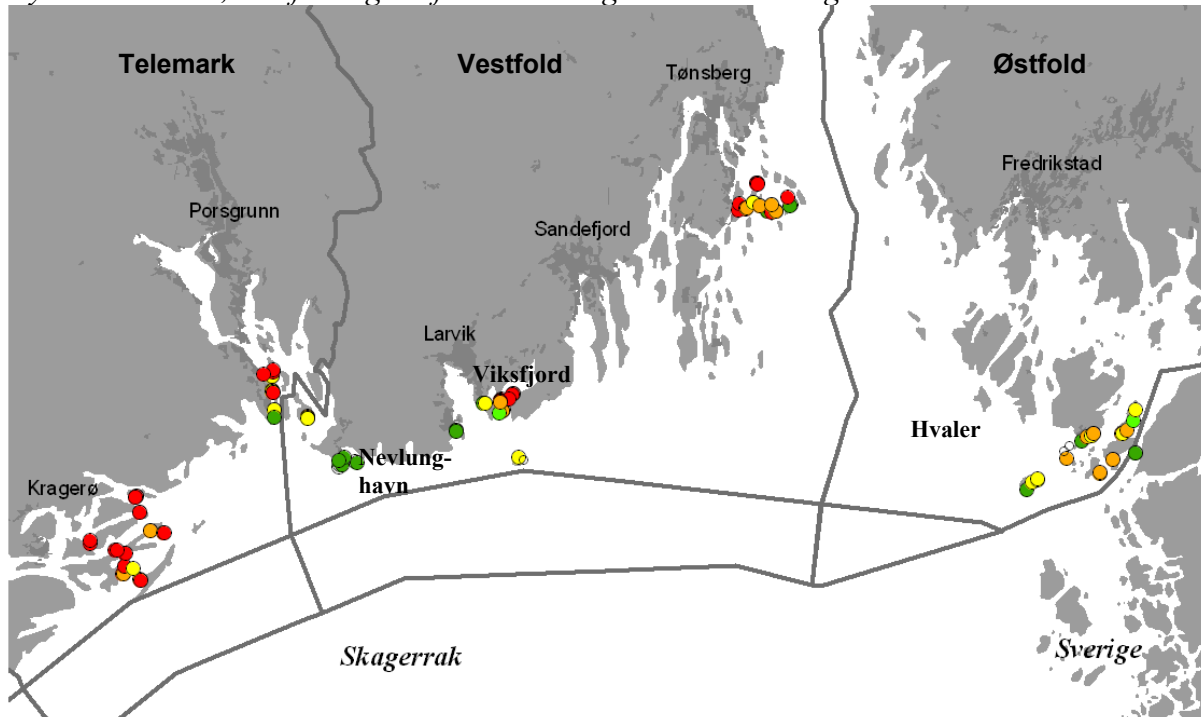 Telemark
Vestfold
Østfold
Tønsberg
Fredrikstad
Porsgrunn
Sandefjord
Larvik
Viksfjord
Hvaler
Nevlung-
havn
Kragerø
Skagerrak
Sverige